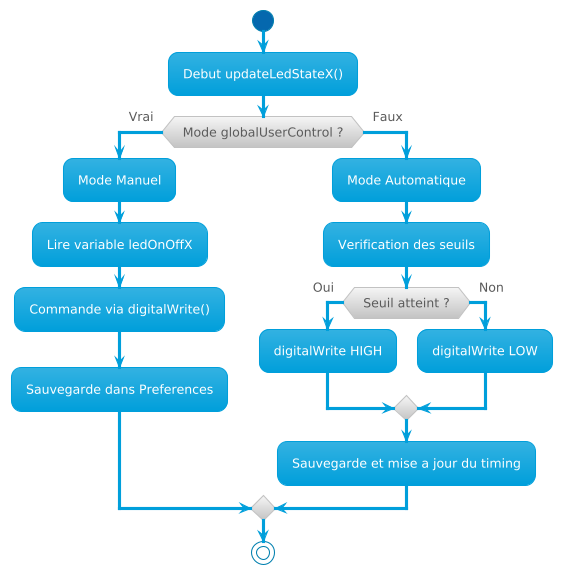 Debut updateLedStateX()
Vrai
Mode globalUserControl ?
Faux
Mode Manuel
Mode Automatique
Lire variable ledOnOffX
Verification des seuils
Commande via digitalWrite()
Oui
Seuil atteint ?
Non
digitalWrite HIGH
digitalWrite LOW
Sauvegarde dans Preferences
Sauvegarde et mise a jour du timing